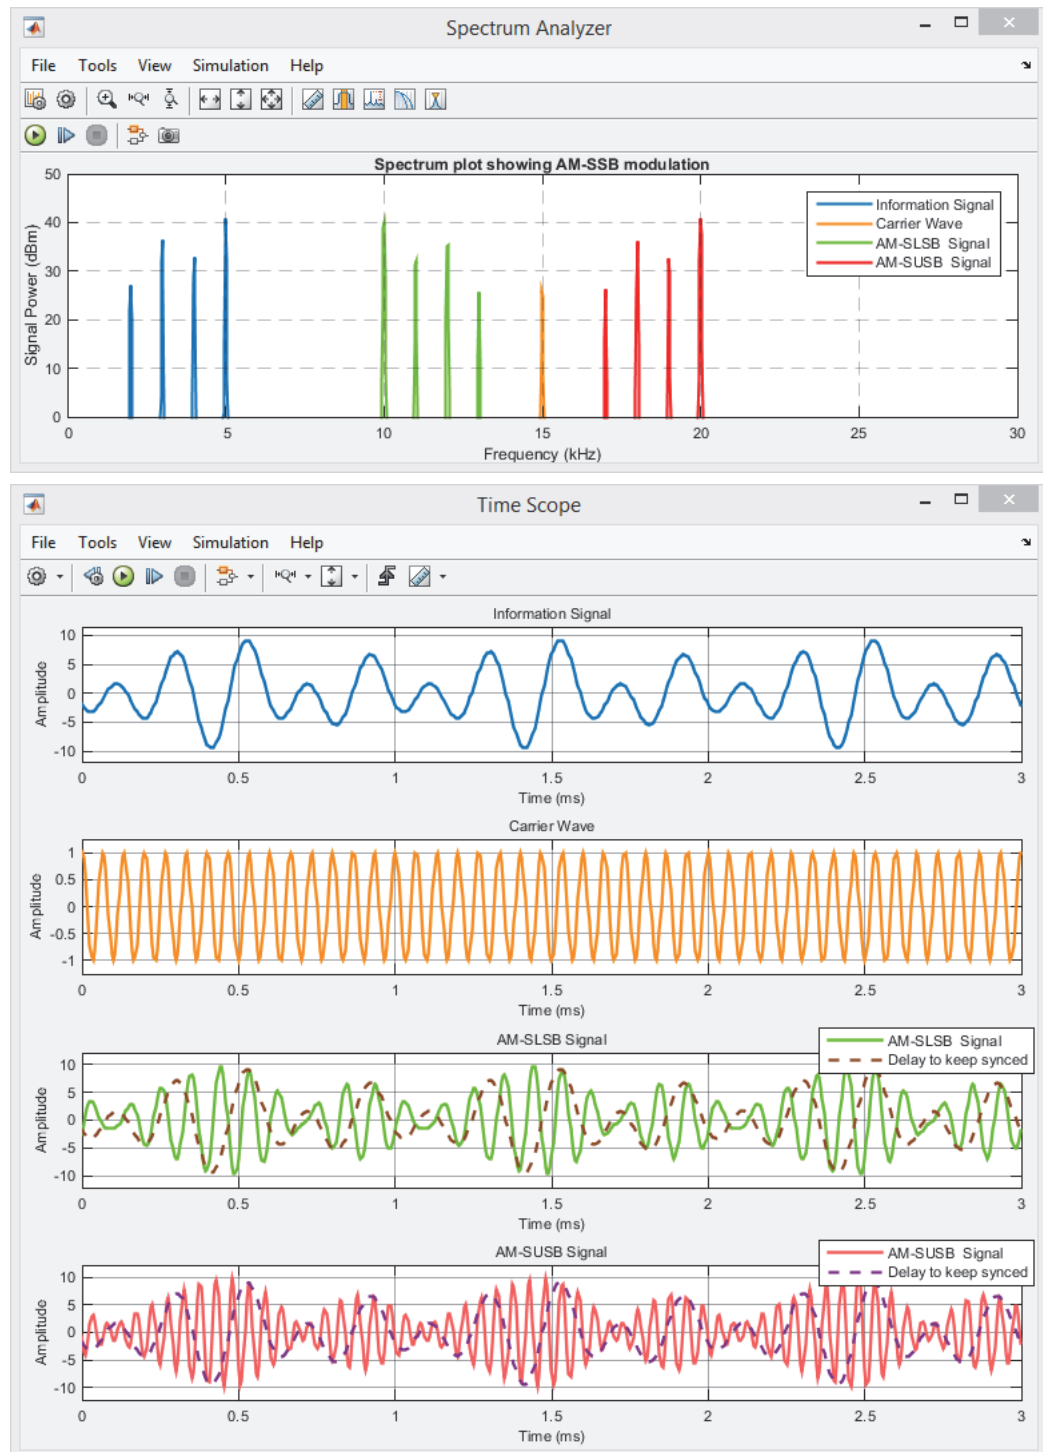 Spectrum Analyzer
File Tools View Simulation Help
Spectrum plot showing AM-SSB modulation
50
40
30
20
10
0
Signal Power (dBm)
Information Signal
Carrier Wave
AM-SLSB Signal
AM-SUSB Signal
0 5 10 15 20 25 30
Frequency (kHz)
Time Scope
File Tools View Simulation Help
Information Signal
10
5
0
-5
-10
Amplitude
0 0.5 1 1.5 2 2.5 3
Time (ms)
Carrier Wave
1
0.5
0
-0.5
-1
Amplitude
0 0.5 1 1.5 2 2.5 3
Time (ms)
AM-SLSB Signal
AM-SLSB Signal
Delay to keep synced
10
5
0
-5
-10
Amplitude
0 0.5 1 1.5 2 2.5 3
Time (ms)
AM-SUSB Signal
AM-SUSB Signal
Delay to keep synced
10
5
0
-5
-10
Amplitude
0 0.5 1 1.5 2 2.5 3
Time (ms)